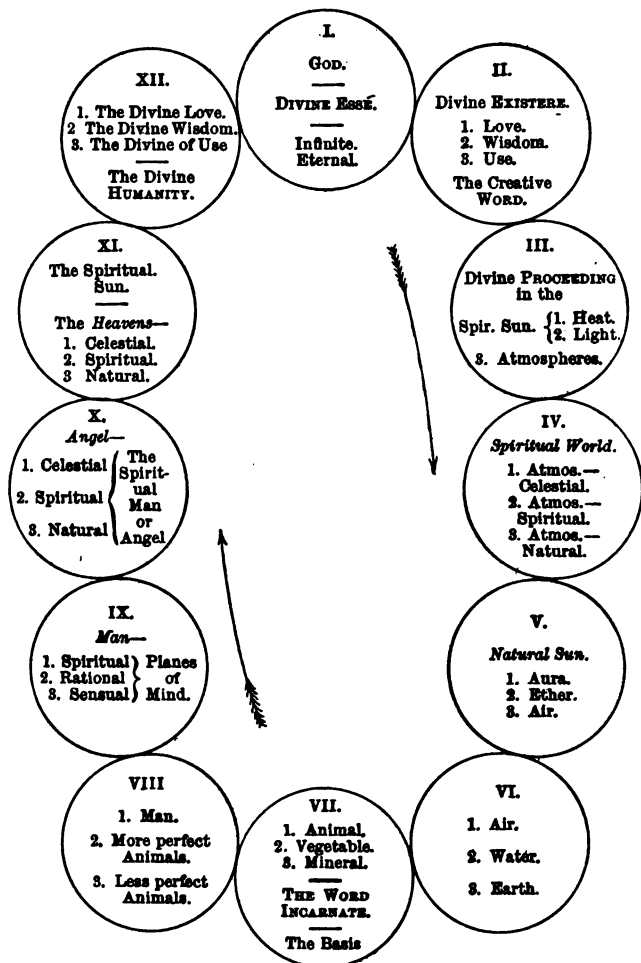 I.
GOD.
DIVINE ESSÉ.
Infinite.
Eternal.
II.
Divine EXISTERE.
1. Love.
2. Wisdom.
3. Use.
The Creative
WORD.
III.
Divine PROCEEDING
in the
Spir. Sun. { 1. Heat.
2. Light.
3. Atmospheres.
IV.
Spiritual World.
1. Atmos.—
Celestial.
2. Atmos.—
Spiritual.
3. Atmos.—
Natural.
V.
Natural Sun.
1. Aura.
2. Ether.
3. Air.
VI.
1. Air.
2. Water.
3. Earth.
VII.
1. Animal.
2. Vegetable.
3. Mineral.
THE WORD
INCARNATE.
The Basis
VIII
1. Man.
2. More perfect
Animals.
3. Less perfect
Animals.
IX.
Man—
1. Spiritual } Planes
2. Rational } of
3. Sensual } Mind.
X.
Angel—
1. Celestial
2. Spiritual
3. Natural
{ The
Spirit-
ual
Man
or
Angel
XI.
The Spiritual.
Sun.
The Heavens—
1. Celestial.
2. Spiritual.
3 Natural.
XII.
1. The Divine Love.
2 The Divine Wisdom.
3. The Divine of Use
The Divine
HUMANITY.